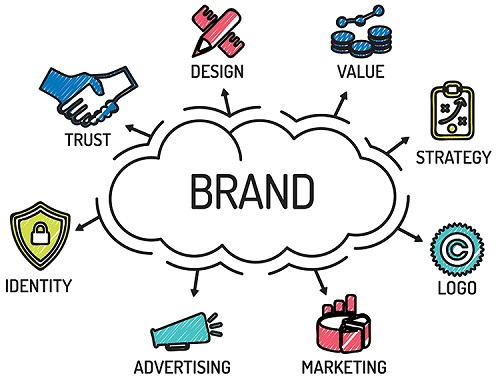 DESIGN
VALUE
TRUST
STRATEGY
BRAND
IDENTITY
LOGO
ADVERTISING
MARKETING